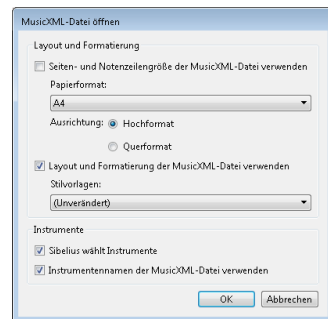 MusicXML-Datei öffnen
Layout und Formatierung
Seiten- und Notenzeilengröße der MusicXML-Datei verwenden
Papierformat:
A4
Ausrichtung: Hochformat
Querformat
Layout und Formatierung der MusicXML-Datei verwenden
Stilvorlagen:
(Unverändert)
Instrumente
Sibelius wählt Instrumente
Instrumentennamen der MusicXML-Datei verwenden
OK Abbrechen